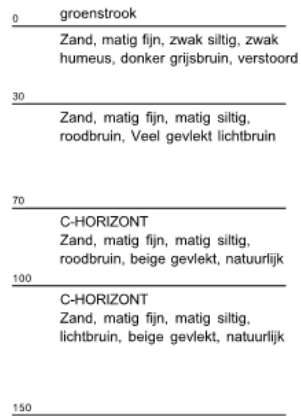 0 groenstrook
Zand, matig fijn, zwak siltig, zwak
humeus, donker grijsbruin, verstoord
30
Zand, matig fijn, matig siltig,
roodbruin, Veel gevlekt lichtbruin
70
C-HORIZONT
Zand, matig fijn, matig siltig,
roodbruin, beige gevlekt, natuurlijk
100
C-HORIZONT
Zand, matig fijn, matig siltig,
lichtbruin, beige gevlekt, natuurlijk
150